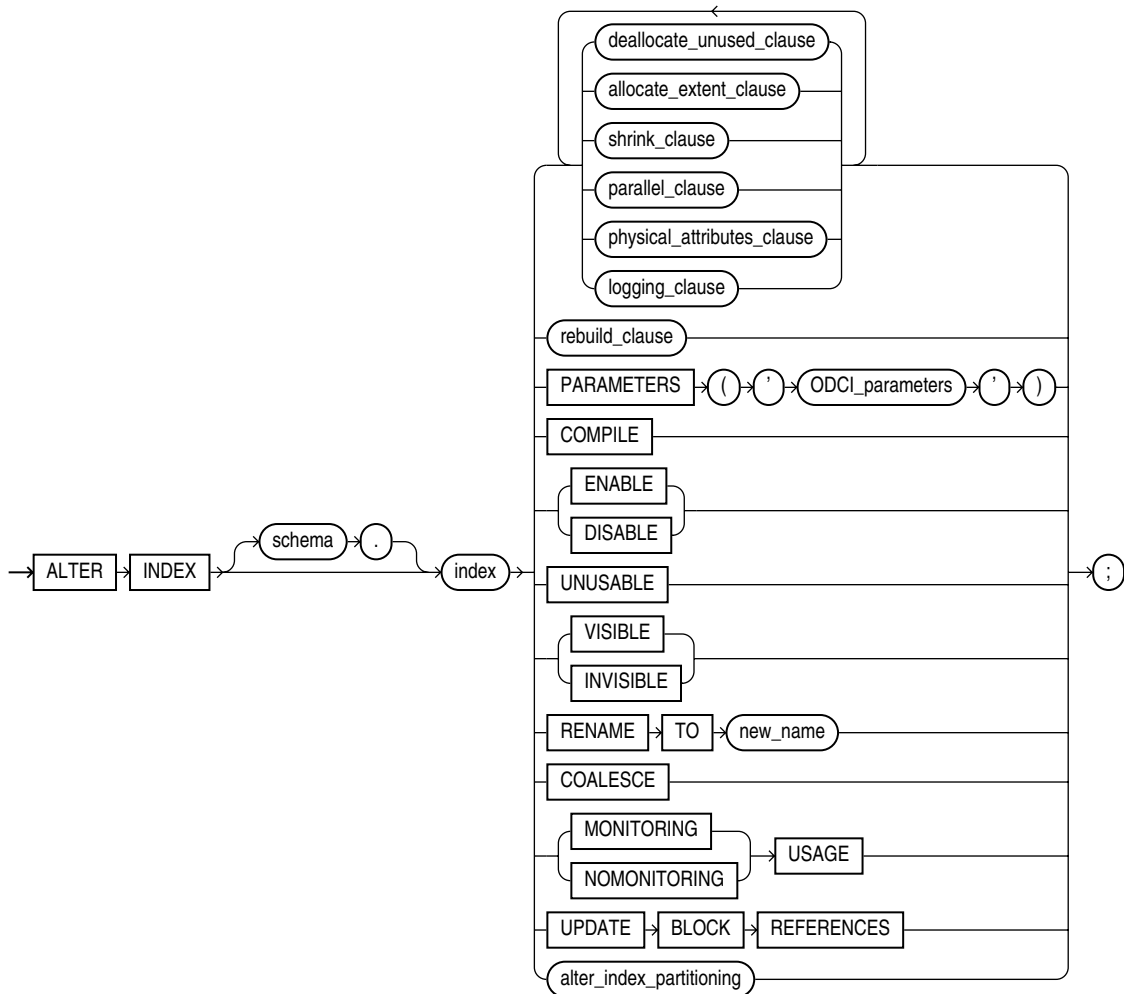 deallocate_unused_clause
allocate_extent_clause
shrink_clause
parallel_clause
physical_attributes_clause
logging_clause
rebuild_clause
PARAMETERS ( ' ODCI_parameters ' )
COMPILE
ENABLE
DISABLE
ALTER INDEX schema . index
UNUSABLE
;
VISIBLE
INVISIBLE
RENAME TO new_name
COALESCE
MONITORING
NOMONITORING
USAGE
UPDATE BLOCK REFERENCES
alter_index_partitioning